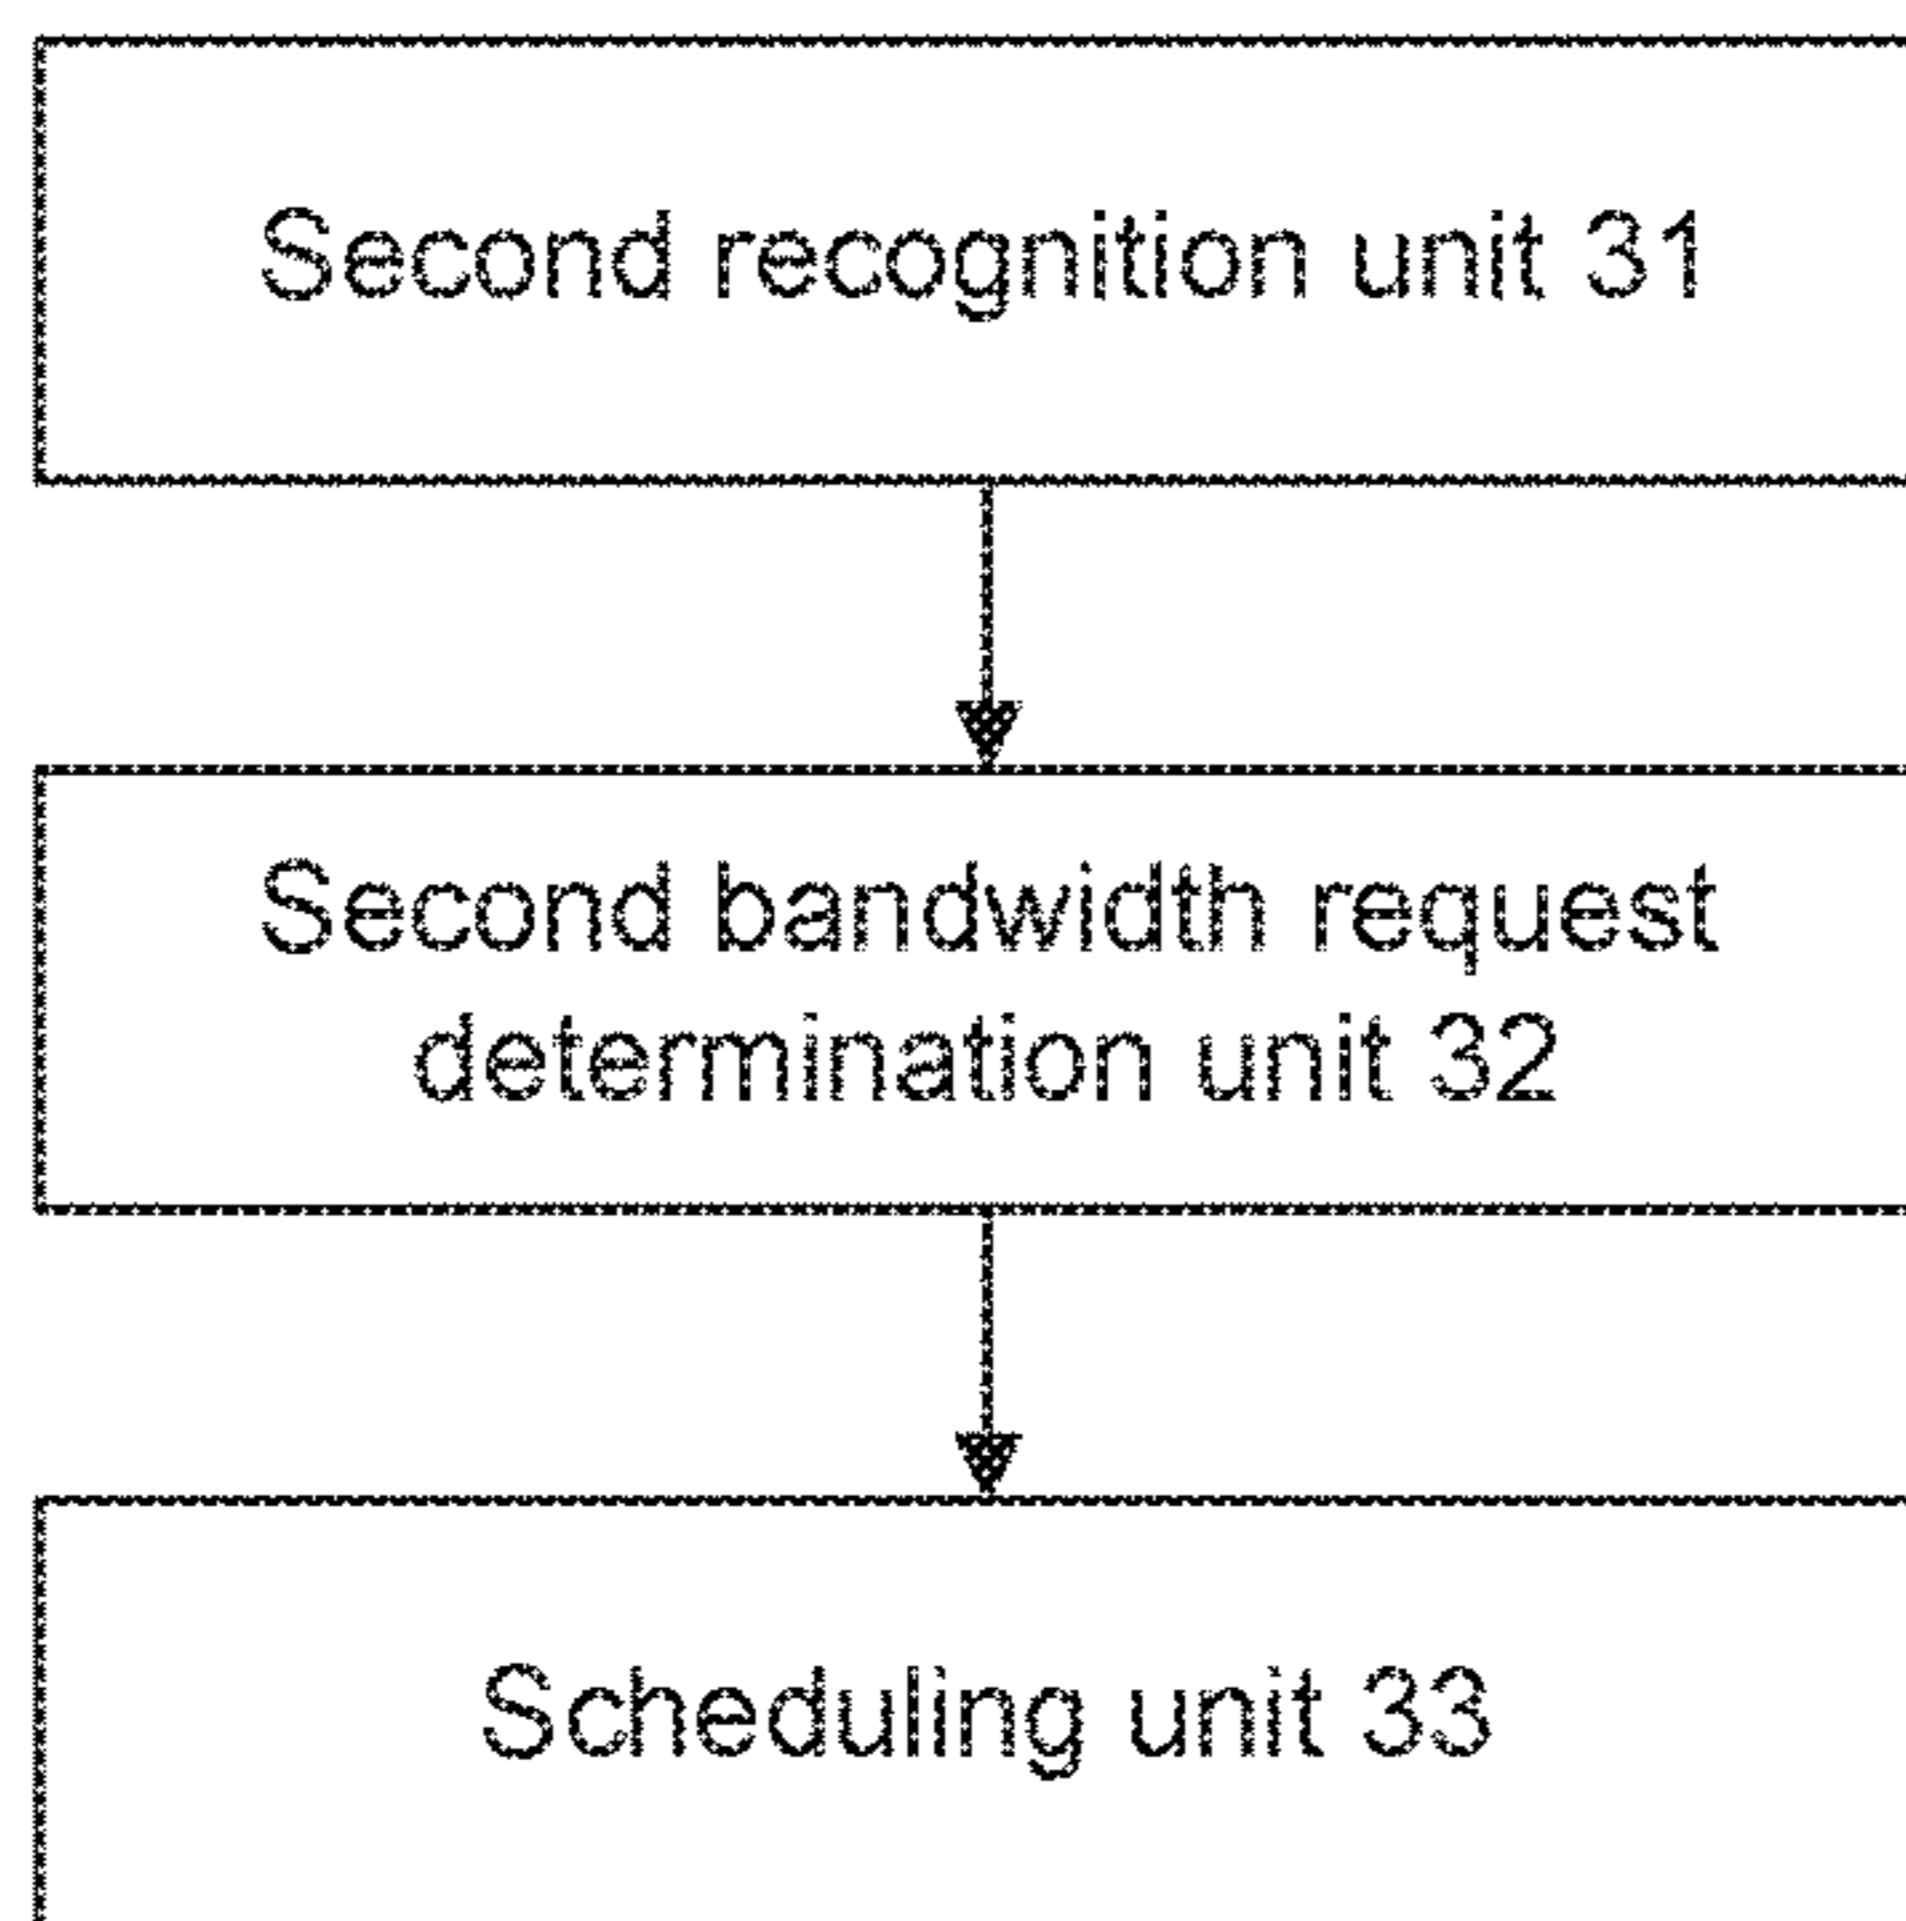 Second recognition unit 31
Second bandwidth request
determination unit 32
Scheduling unit 33